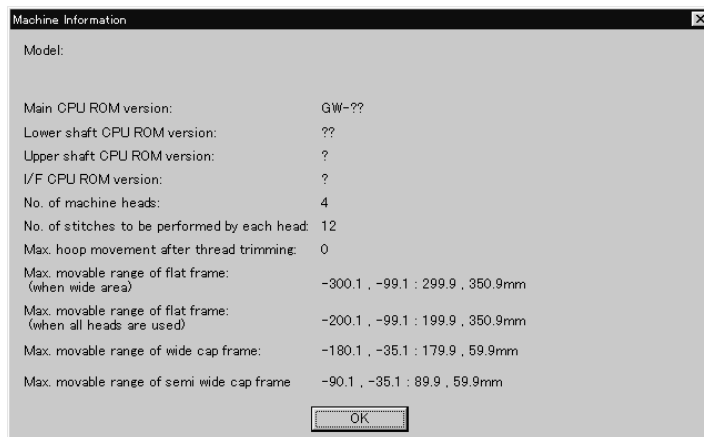 Machine Information
Model:
Main CPU ROM version: GW-??
Lower shaft CPU ROM version: ??
Upper shaft CPU ROM version: ?
I/F CPU ROM version: ?
No. of machine heads: 4
No. of stitches to be performed by each head: 12
Max. hoop movement after thread trimming: 0
Max. movable range of flat frame:
(when wide area) -300.1 , -99.1 : 299.9 , 350.9mm
Max. movable range of flat frame:
(when all heads are used) -200.1 , -99.1 : 199.9 , 350.9mm
Max. movable range of wide cap frame: -180.1 , -35.1 : 179.9 , 59.9mm
Max. movable range of semi wide cap frame -90.1 , -35.1 : 89.9 , 59.9mm
OK